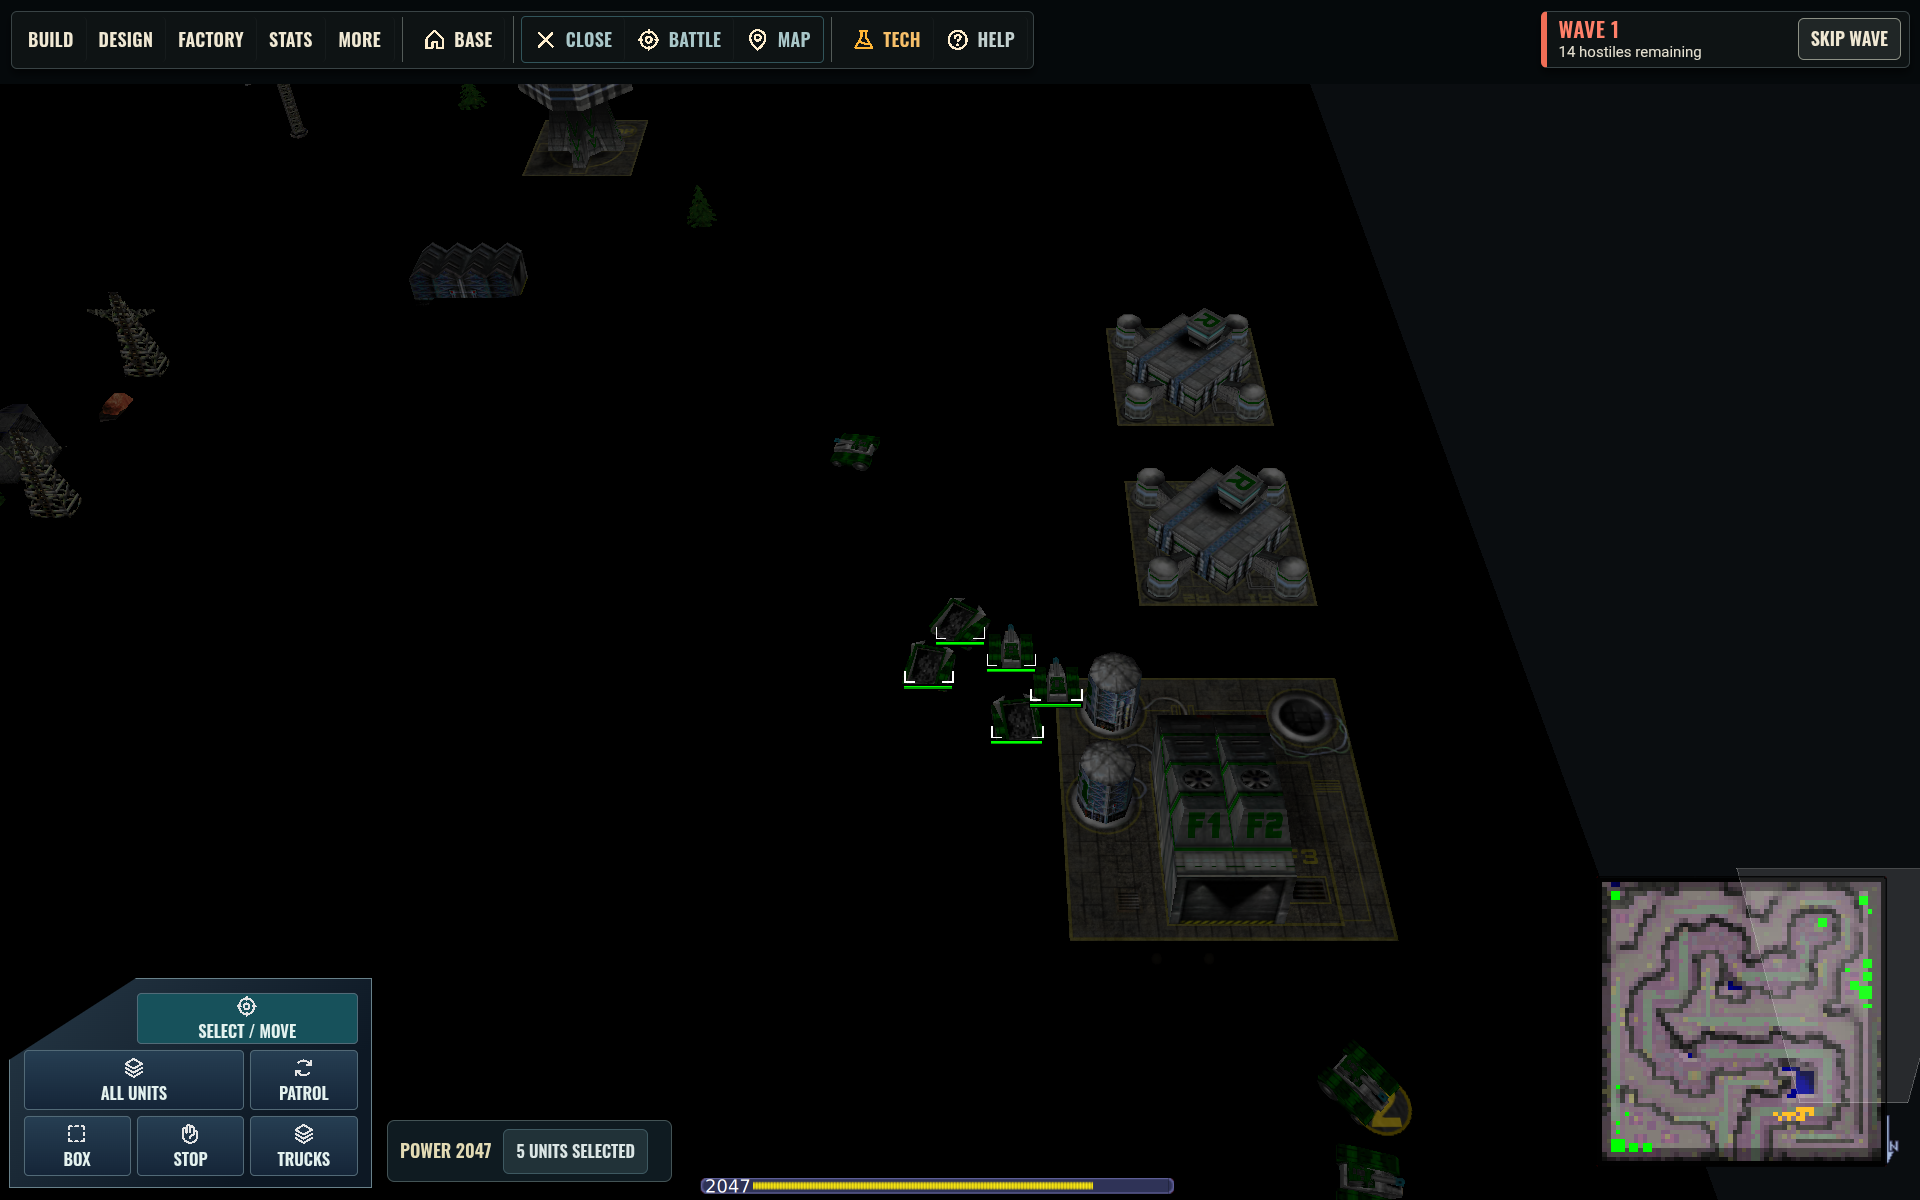 BUILD DESIGN FACTORY STATS MORE BASE CLOSE BATTLE MAP TECH HELP
WAVE 1
14 hostiles remaining
SKIP WAVE
R
R
F1 F2
F3
SELECT / MOVE
ALL UNITS PATROL
BOX STOP TRUCKS
POWER 2047 5 UNITS SELECTED
2047
N